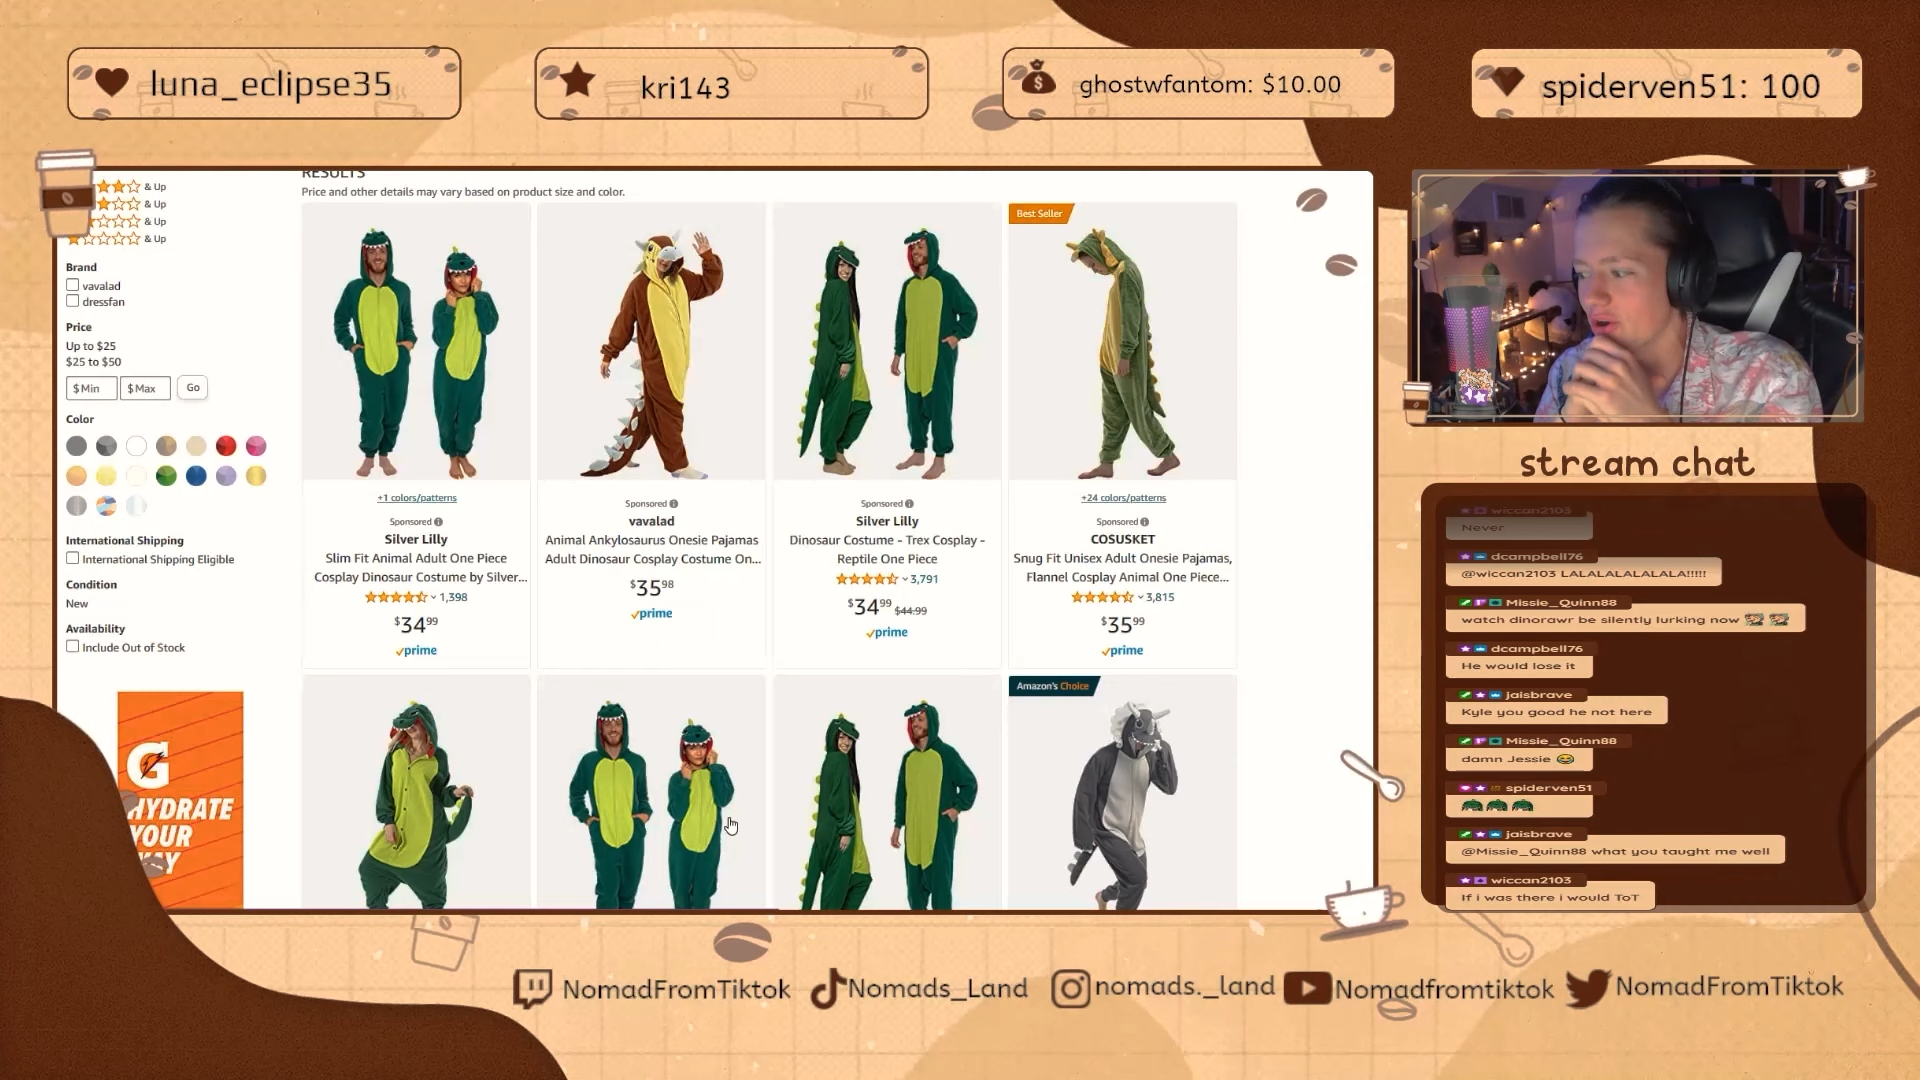 luna_eclipse35
kri143
ghostwfantom: $10.00
spiderven51: 100
RESULTS
Price and other details may vary based on product size and color.
& Up
& Up
& Up
& Up
Brand
vavalad
dressfan
Price
Up to $25
$25 to $50
$ Min
$ Max
Go
Color
International Shipping
International Shipping Eligible
Condition
New
Availability
Include Out of Stock
G
HYDRATE
YOUR
WAY
+1 colors/patterns
Sponsored
Silver Lilly
Slim Fit Animal Adult One Piece
Cosplay Dinosaur Costume by Silver...
1,398
$34 99
prime
Sponsored
vavalad
Animal Ankylosaurus Onesie Pajamas
Adult Dinosaur Cosplay Costume On...
$35 98
prime
Sponsored
Silver Lilly
Dinosaur Costume - Trex Cosplay -
Reptile One Piece
3,791
$34 99 $44.99
prime
Best Seller
+24 colors/patterns
Sponsored
COSUSKET
Snug Fit Unisex Adult Onesie Pajamas,
Flannel Cosplay Animal One Piece...
3,815
$35 99
prime
Amazon's Choice
stream chat
wiccan2103
Never
dcampbell76
@wiccan2103 LALALALALALALA!!!!!
Missie_Quinn88
watch dinorawr be silently lurking now
dcampbell76
He would lose it
jaisbrave
Kyle you good he not here
Missie_Quinn88
damn Jessie
spiderven51
jaisbrave
@Missie_Quinn88 what you taught me well
wiccan2103
If i was there i would ToT
NomadFromTiktok
Nomads_Land
nomads._land
Nomadfromtiktok
NomadFromTiktok